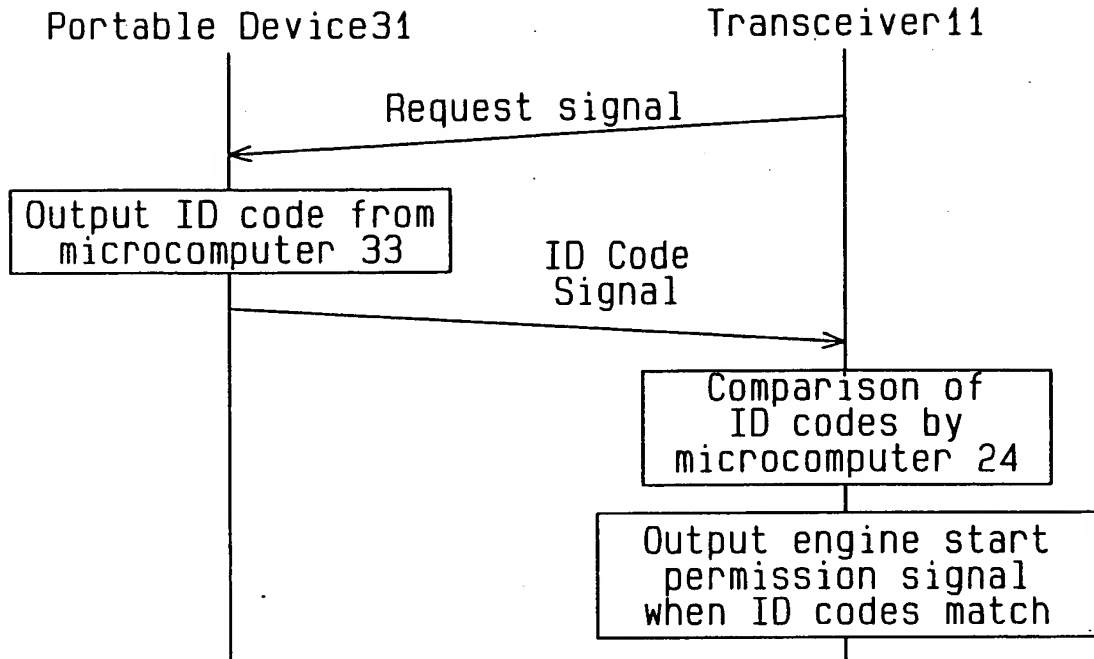 Portable Device31
Transceiver11
Request signal
Output ID code from
microcomputer 33
ID Code
Signal
Comparison of
ID codes by
microcomputer 24
Output engine start
permission signal
when ID codes match